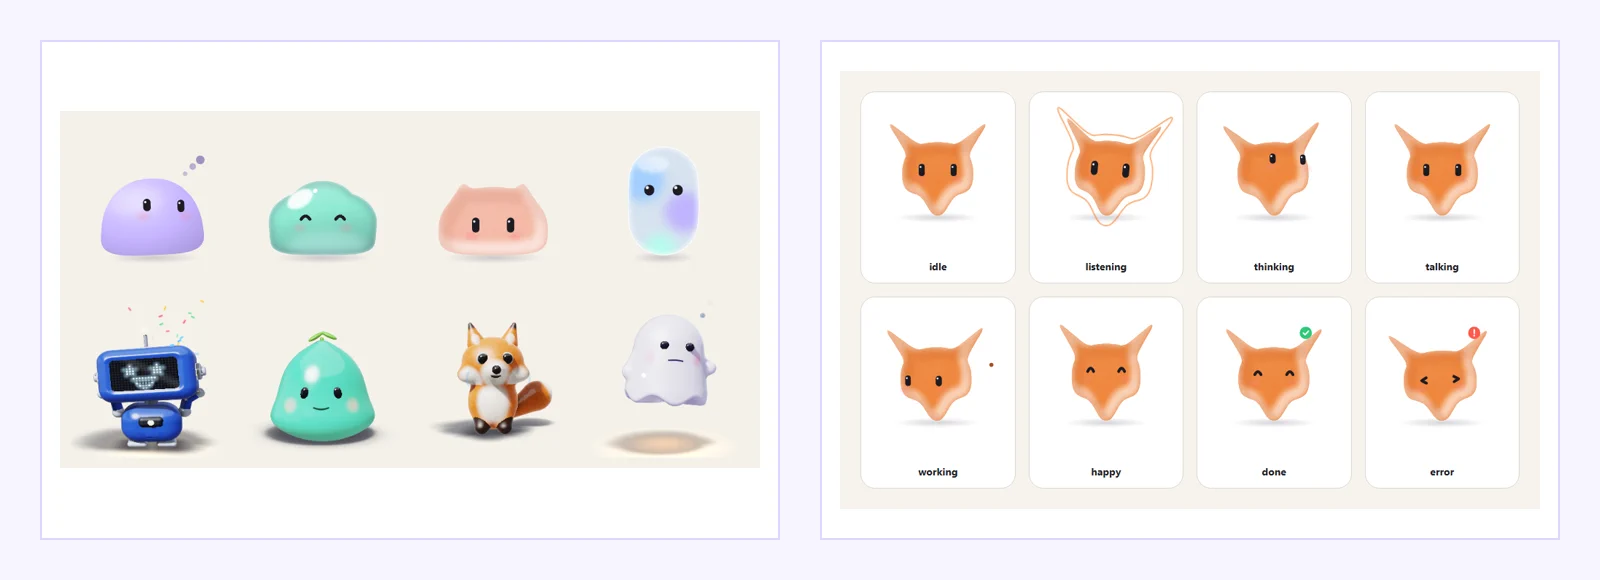 idle
listening
thinking
talking
working
happy
done
error